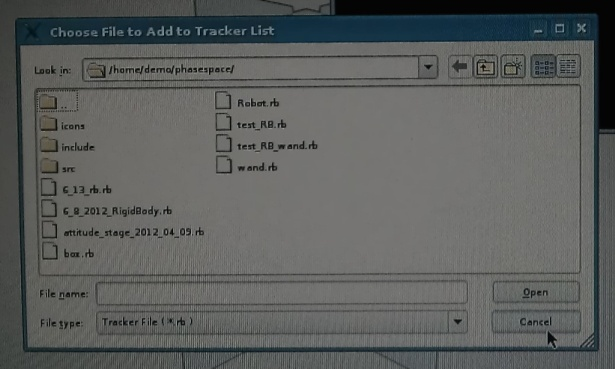 Choose File to Add to Tracker List
Look in: /home/demo/phasespace/
..
icons
include
src
6_13_rb.rb
6_8_2012_RigidBody.rb
attitude_stage_2012_04_09.rb
box.rb
Robot.rb
test_RB.rb
test_RB_wand.rb
wand.rb
File name:
Open
File type: Tracker File ( *.rb )
Cancel